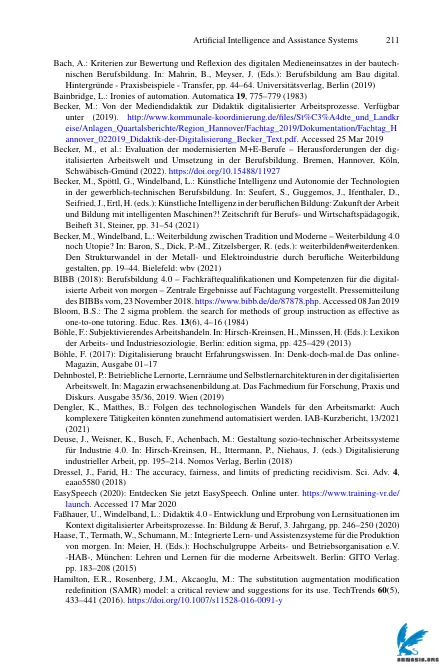 Artificial Intelligence and Assistance Systems 211
Bach, A.: Kriterien zur Bewertung und Reflexion des digitalen Medieneinsatzes in der bautech-
nischen Berufsbildung. In: Mahrin, B., Meyser, J. (Eds.): Berufsbildung am Bau digital.
Hintergründe - Praxisbeispiele - Transfer, pp. 44–64. Universitätsverlag, Berlin (2019)
Bainbridge, L.: Ironies of automation. Automatica 19, 775–779 (1983)
Becker, M.: Von der Mediendidaktik zur Didaktik digitalisierter Arbeitsprozesse. Verfügbar
unter (2019). http://www.kommunale-koordinierung.de/files/St%C3%A4dte_und_Landkr
eise/Anlagen_Quartalsberichte/Region_Hannover/Fachtag_2019/Dokumentation/Fachtag_H
annover_022019_Didaktik-der-Digitalisierung_Becker_Text.pdf. Accessed 25 Mar 2019
Becker, M., et al.: Evaluation der modernisierten M+E-Berufe – Herausforderungen der dig-
italisierten Arbeitswelt und Umsetzung in der Berufsbildung. Bremen, Hannover, Köln,
Schwäbisch-Gmünd (2022). https://doi.org/10.15488/11927
Becker, M., Spöttl, G., Windelband, L.: Künstliche Intelligenz und Autonomie der Technologien
in der gewerblich-technischen Berufsbildung. In: Seufert, S., Guggemos, J., Ifenthaler, D.,
Seifried, J., Ertl, H. (eds.): Künstliche Intelligenz in der beruflichen Bildung: Zukunft der Arbeit
und Bildung mit intelligenten Maschinen?! Zeitschrift für Berufs- und Wirtschaftspädagogik,
Beiheft 31, Steiner, pp. 31–54 (2021)
Becker, M., Windelband, L.: Weiterbildung zwischen Tradition und Moderne – Weiterbildung 4.0
noch Utopie? In: Baron, S., Dick, P.-M., Zitzelsberger, R. (eds.): weiterbilden#weiterdenken.
Den Strukturwandel in der Metall- und Elektroindustrie durch berufliche Weiterbildung
gestalten, pp. 19–44. Bielefeld: wbv (2021)
BIBB (2018): Berufsbildung 4.0 – Fachkräftequalifikationen und Kompetenzen für die digital-
isierte Arbeit von morgen – Zentrale Ergebnisse auf Fachtagung vorgestellt. Pressemitteilung
des BIBBs vom, 23 November 2018. https://www.bibb.de/de/87878.php. Accessed 08 Jan 2019
Bloom, B.S.: The 2 sigma problem. the search for methods of group instruction as effective as
one-to-one tutoring. Educ. Res. 13(6), 4–16 (1984)
Böhle, F.: Subjektivierendes Arbeitshandeln. In: Hirsch-Kreinsen, H., Minssen, H. (Eds.): Lexikon
der Arbeits- und Industriesoziologie. Berlin: edition sigma, pp. 425–429 (2013)
Böhle, F. (2017): Digitalisierung braucht Erfahrungswissen. In: Denk-doch-mal.de Das online-
Magazin, Ausgabe 01–17
Dehnbostel, P.: Betriebliche Lernorte, Lernräume und Selbstlernarchitekturen in der digitalisierten
Arbeitswelt. In: Magazin erwachsenenbildung.at. Das Fachmedium für Forschung, Praxis und
Diskurs. Ausgabe 35/36, 2019. Wien (2019)
Dengler, K., Matthes, B.: Folgen des technologischen Wandels für den Arbeitsmarkt: Auch
komplexere Tätigkeiten könnten zunehmend automatisiert werden. IAB-Kurzbericht, 13/2021
(2021)
Deuse, J., Weisner, K., Busch, F., Achenbach, M.: Gestaltung sozio-technischer Arbeitssysteme
für Industrie 4.0. In: Hirsch-Kreinsen, H., Ittermann, P., Niehaus, J. (eds.) Digitalisierung
industrieller Arbeit, pp. 195–214. Nomos Verlag, Berlin (2018)
Dressel, J., Farid, H.: The accuracy, fairness, and limits of predicting recidivism. Sci. Adv. 4,
eaao5580 (2018)
EasySpeech (2020): Entdecken Sie jetzt EasySpeech. Online unter. https://www.training-vr.de/
launch. Accessed 17 Mar 2020
Faßhauer, U., Windelband, L.: Didaktik 4.0 - Entwicklung und Erprobung von Lernsituationen im
Kontext digitalisierter Arbeitsprozesse. In: Bildung & Beruf, 3. Jahrgang, pp. 246–250 (2020)
Haase, T., Termath, W., Schumann, M.: Integrierte Lern- und Assistenzsysteme für die Produktion
von morgen. In: Meier, H. (Eds.): Hochschulgruppe Arbeits- und Betriebsorganisation e.V.
-HAB-, München: Lehren und Lernen für die moderne Arbeitswelt. Berlin: GITO Verlag.
pp. 183–208 (2015)
Hamilton, E.R., Rosenberg, J.M., Akcaoglu, M.: The substitution augmentation modification
redefinition (SAMR) model: a critical review and suggestions for its use. TechTrends 60(5),
433–441 (2016). https://doi.org/10.1007/s11528-016-0091-y